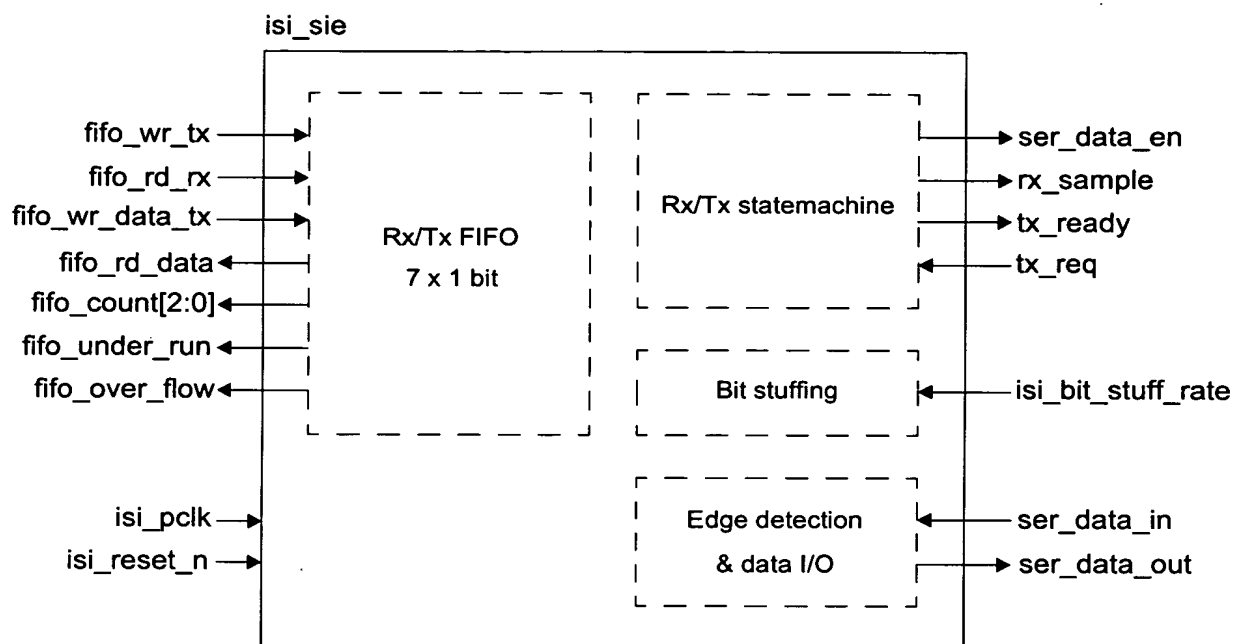 isi_sie
fifo_wr_tx
fifo_rd_rx
fifo_wr_data_tx
fifo_rd_data
fifo_count[2:0]
fifo_under_run
fifo_over_flow
isi_pclk
isi_reset_n
Rx/Tx FIFO
7 x 1 bit
Rx/Tx statemachine
Bit stuffing
Edge detection
& data I/O
ser_data_en
rx_sample
tx_ready
tx_req
isi_bit_stuff_rate
ser_data_in
ser_data_out